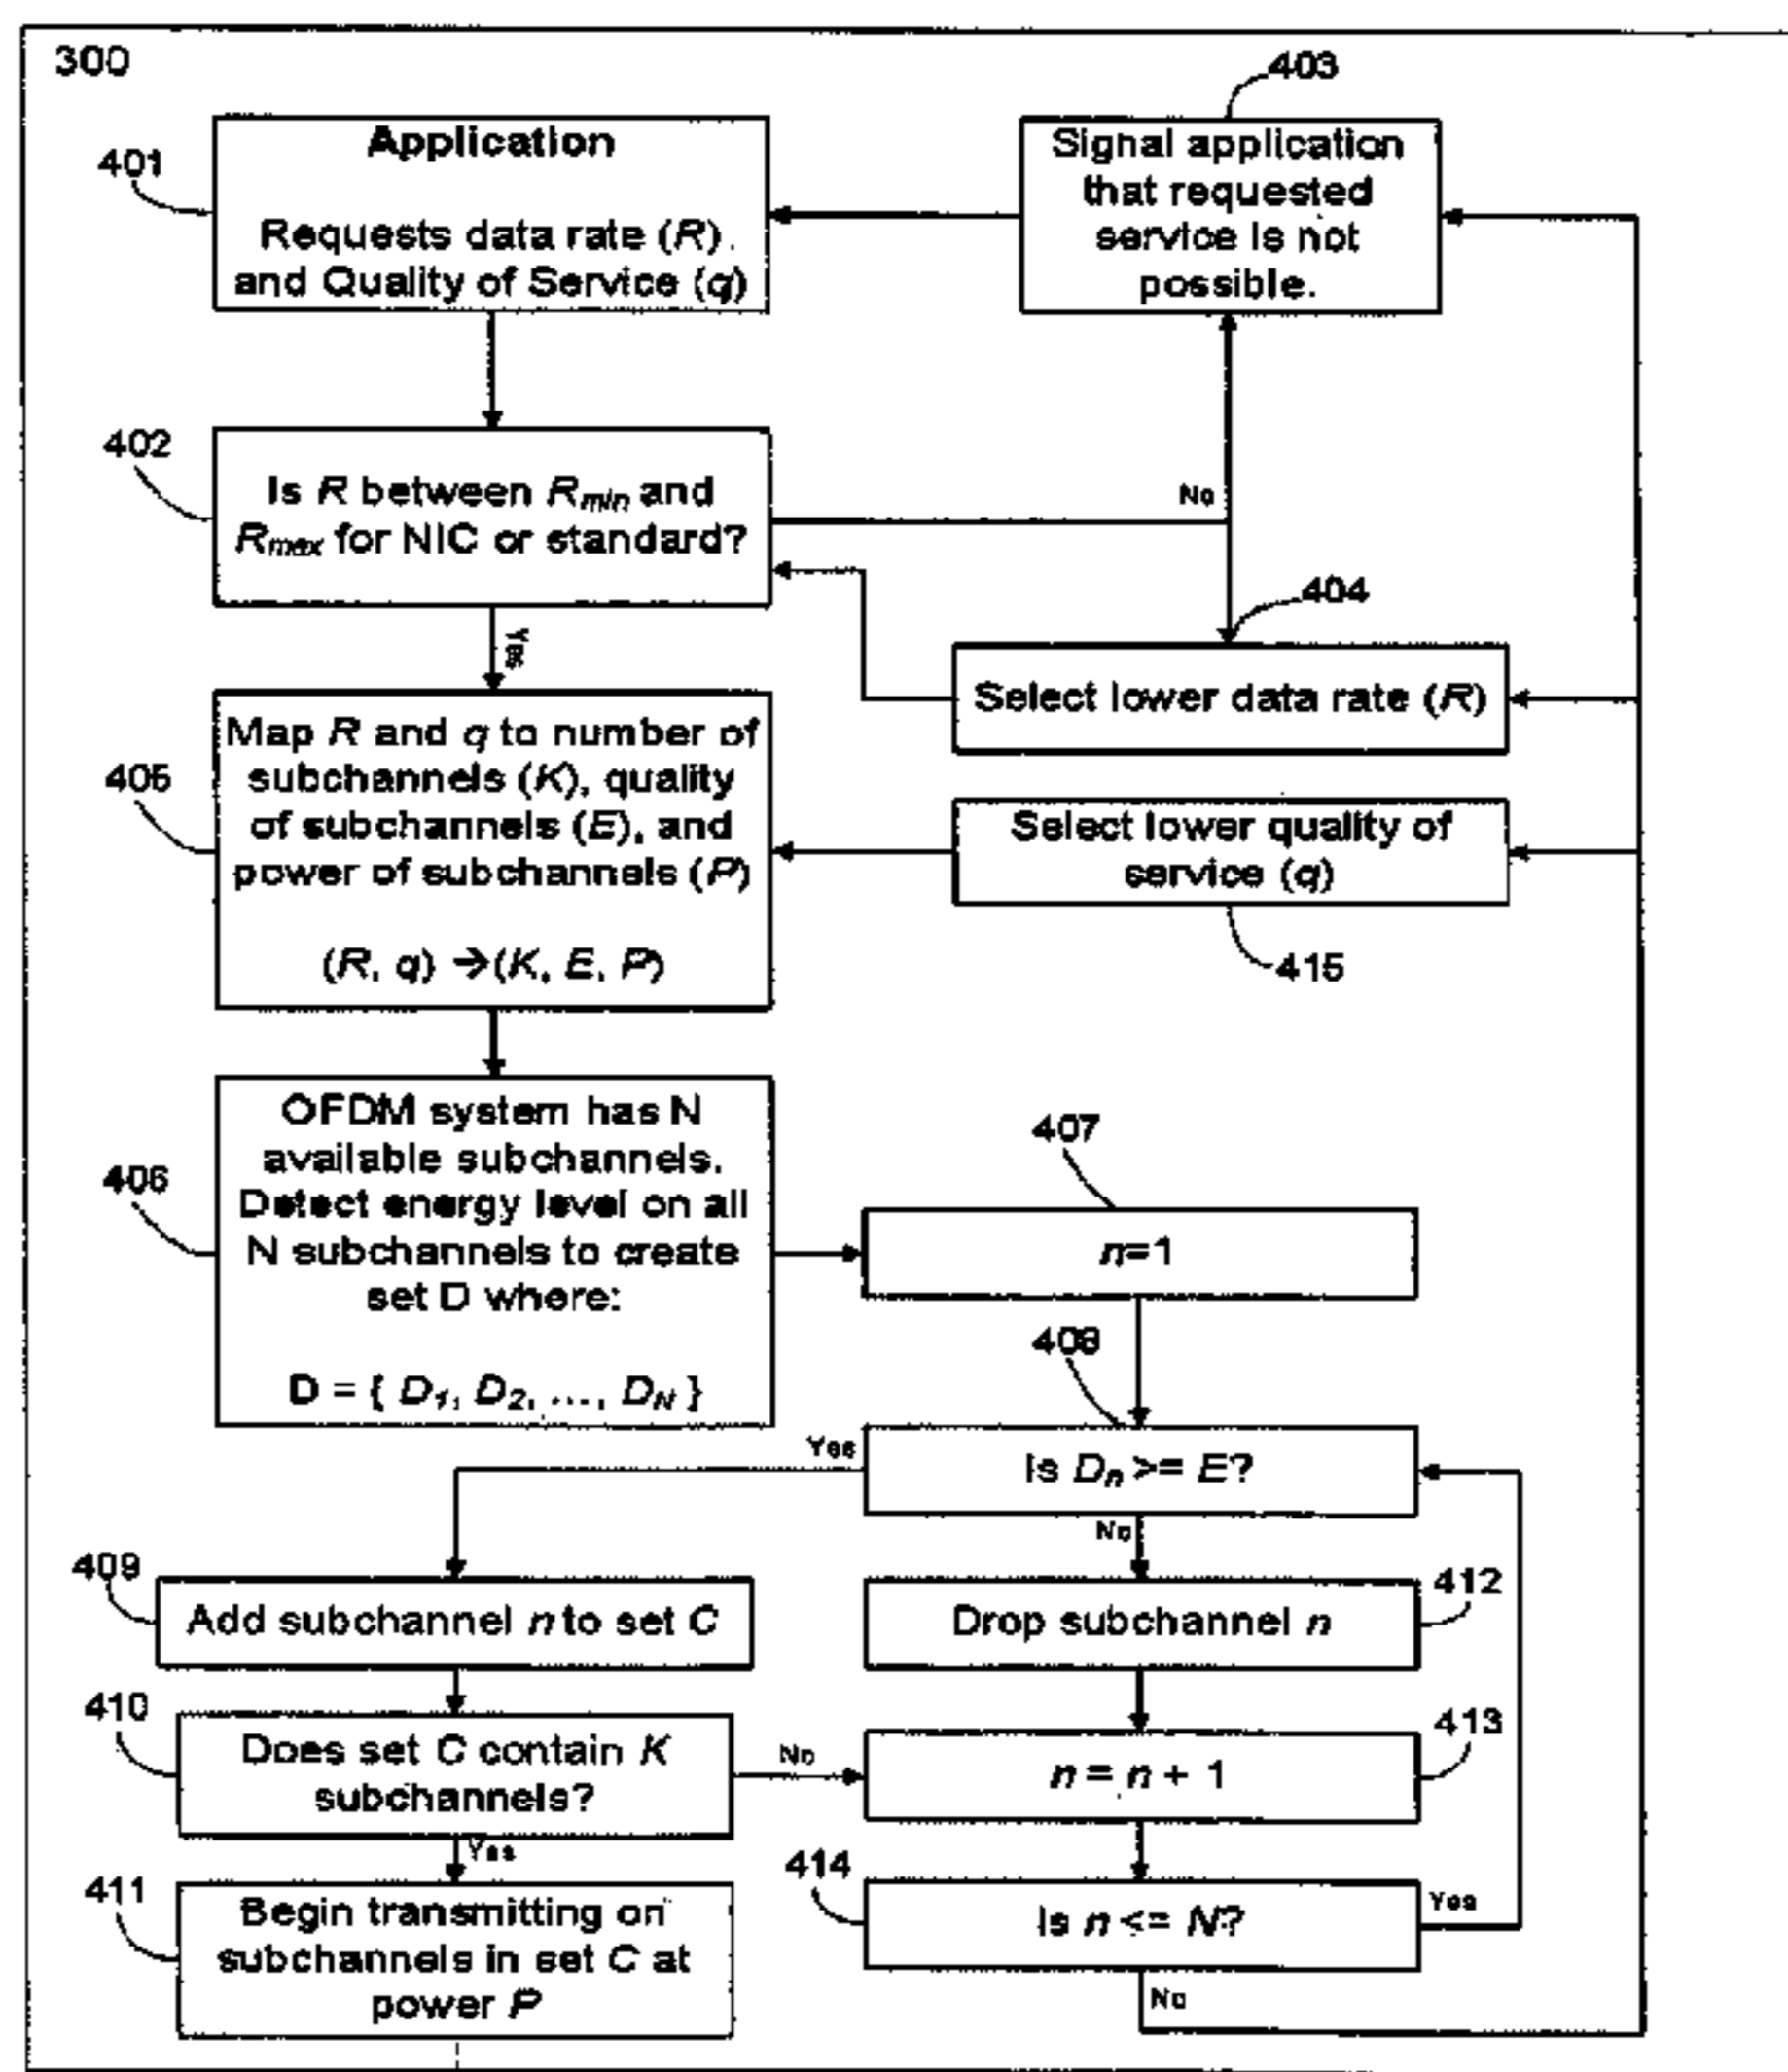 300
403
401
Application
Requests data rate (R).
and Quality of Service (q)
Signal application
that requested
service is not
possible.
402
Is R between Rmin and
Rmax for NIC or standard?
No
Yes
404
Select lower data rate (R)
405
Map R and q to number of
subchannels (K), quality
of subchannels (E), and
power of subchannels (P)
(R, q) →(K, E, P)
Select lower quality of
service (q)
415
406
OFDM system has N
available subchannels.
Detect energy level on all
N subchannels to create
set D where:
D = { D1, D2, ..., DN }
407
n=1
408
Is Dn >= E?
Yes
No
409
Add subchannel n to set C
412
Drop subchannel n
410
Does set C contain K
subchannels?
No
413
n = n + 1
Yes
411
Begin transmitting on
subchannels in set C at
power P
414
Is n <= N?
Yes
No